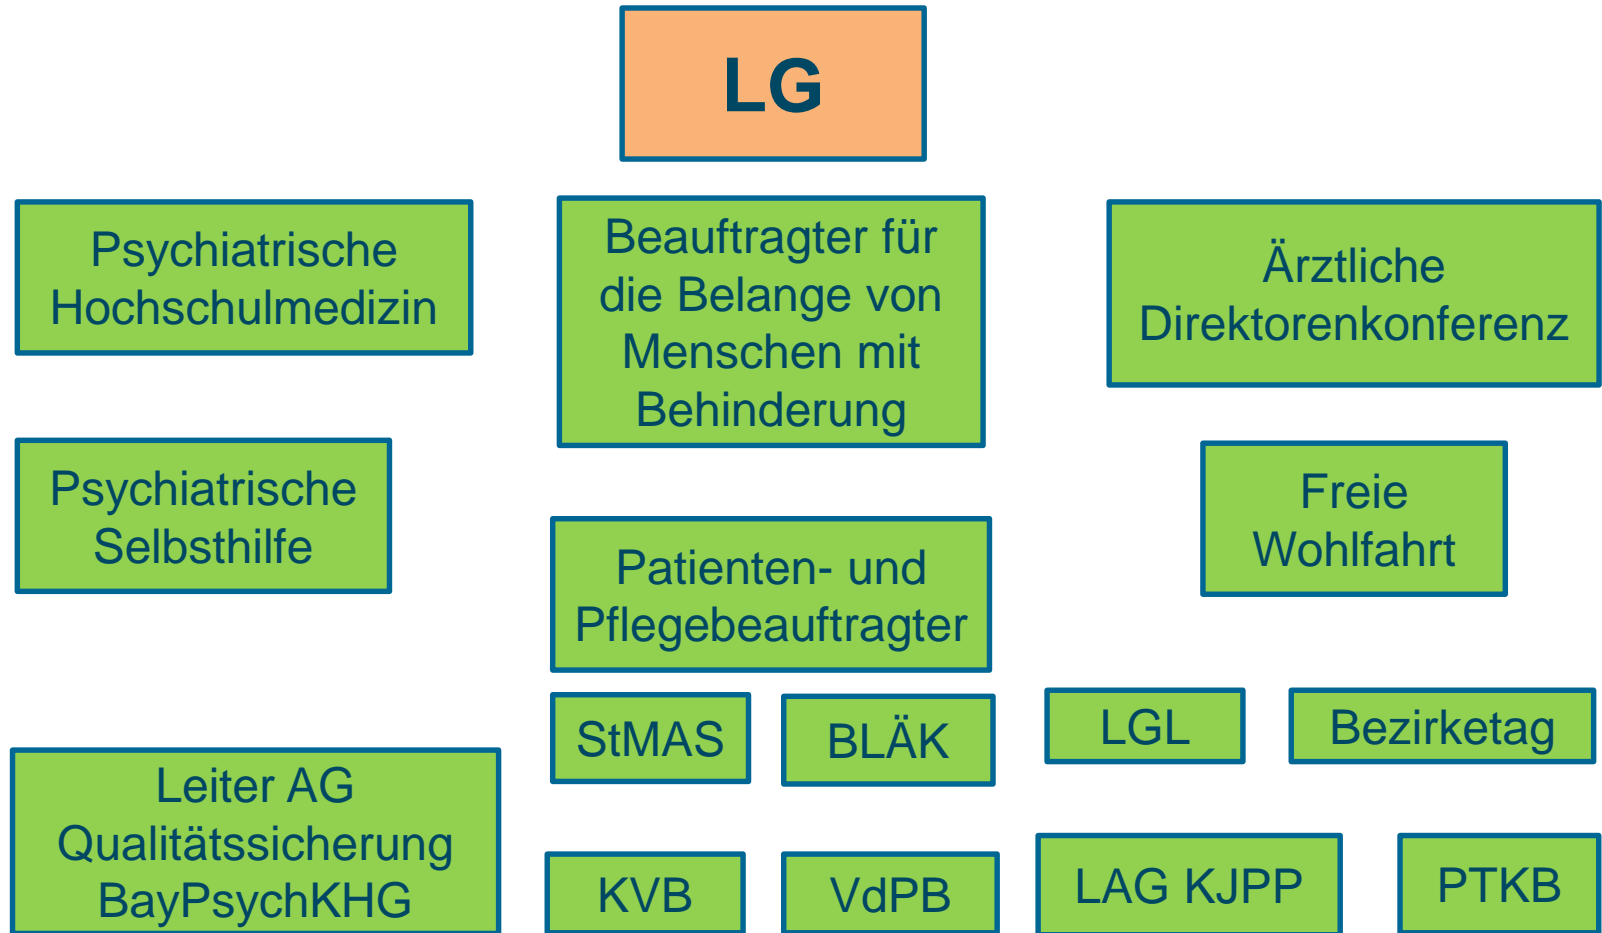 LG
Psychiatrische
Hochschulmedizin
Beauftragter für
die Belange von
Menschen mit
Behinderung
Ärztliche
Direktorenkonferenz
Psychiatrische
Selbsthilfe
Patienten- und
Pflegebeauftragter
Freie
Wohlfahrt
StMAS
BLÄK
LGL
Bezirketag
Leiter AG
Qualitätssicherung
BayPsychKHG
KVB
VdPB
LAG KJPP
PTKB